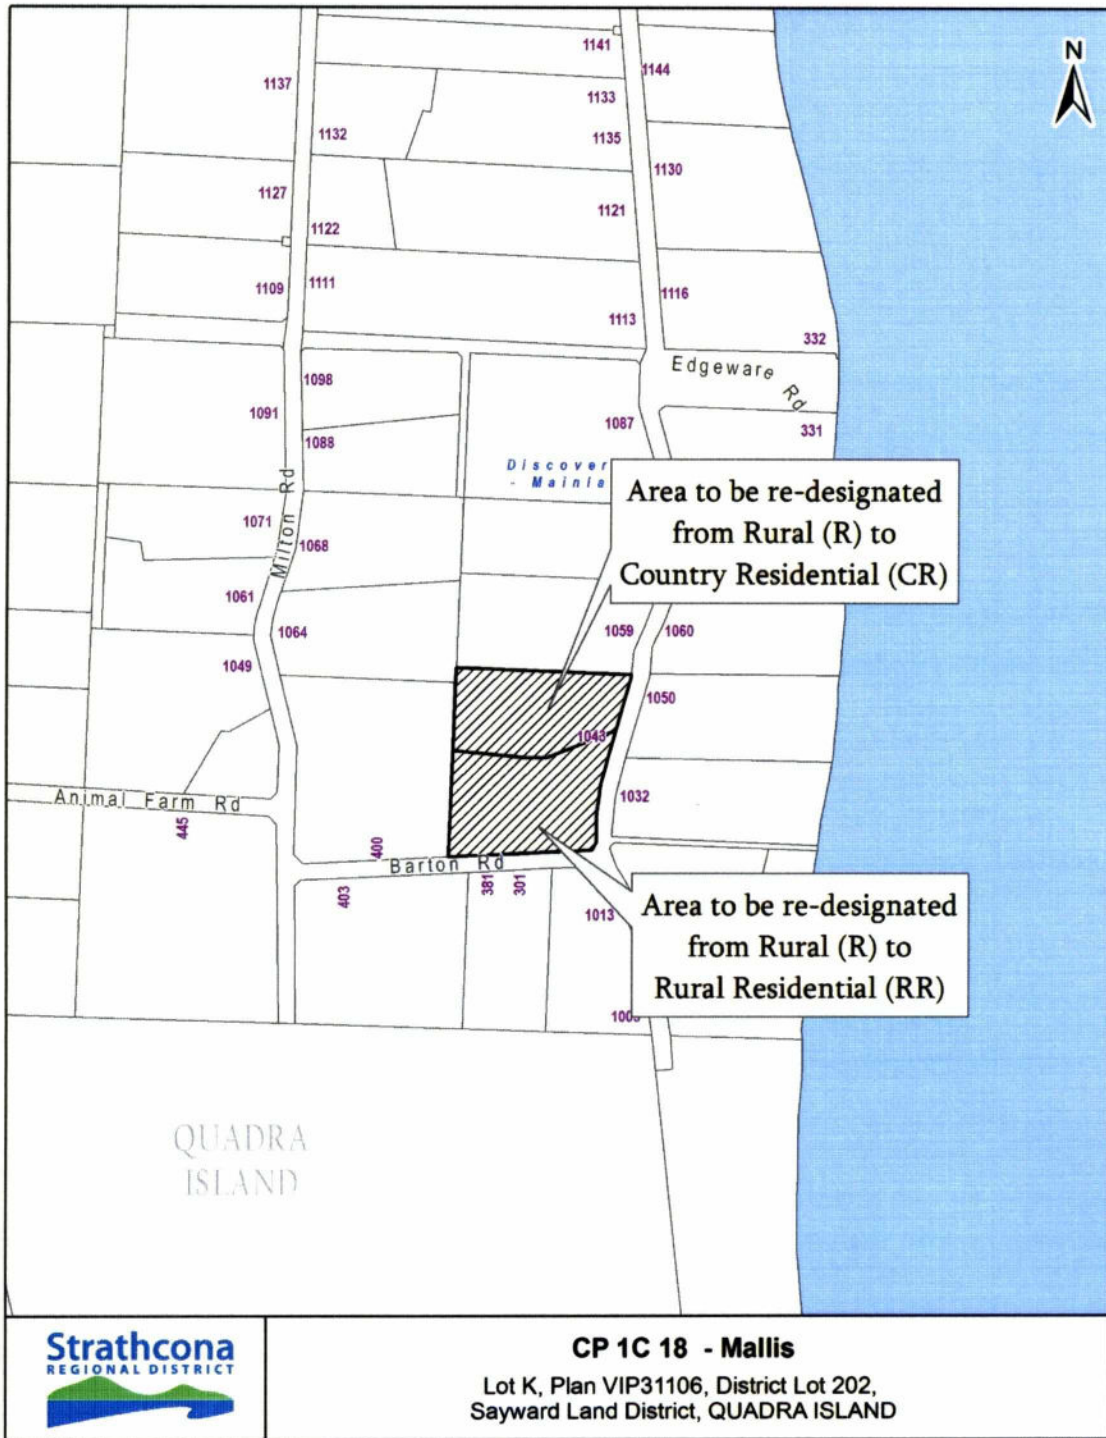 N
1141
1144
1137
1133
1132
1135
1130
1127
1121
1122
1111
1109
1116
1113
332
Edgeware Rd
1098
1091
1087
331
1088
Discover
- Mainla
Area to be re-designated
from Rural (R) to
Country Residential (CR)
Milton Rd
1071
1068
1061
1064
1059
1060
1049
1050
1043
1032
Animal Farm Rd
445
400
Barton Rd
403
381
301
1013
Area to be re-designated
from Rural (R) to
Rural Residential (RR)
QUADRA
ISLAND
Strathcona
REGIONAL DISTRICT
CP 1C 18 - Mallis
Lot K, Plan VIP31106, District Lot 202,
Sayward Land District, QUADRA ISLAND